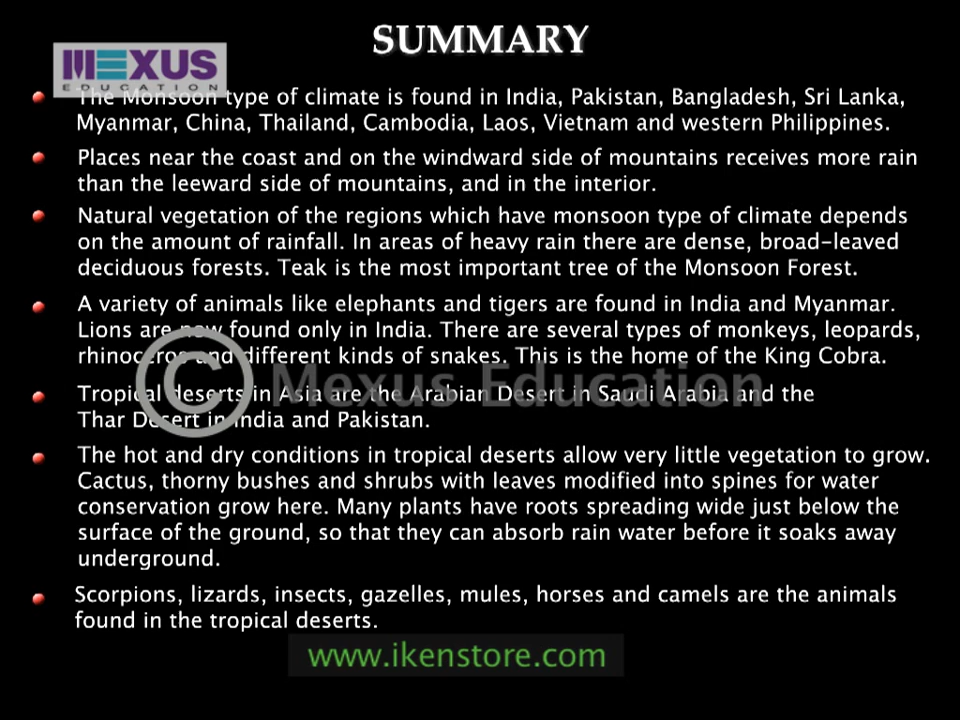 SUMMARY
MEXUS
EDUCATION
The Monsoon type of climate is found in India, Pakistan, Bangladesh, Sri Lanka,
Myanmar, China, Thailand, Cambodia, Laos, Vietnam and western Philippines.
Places near the coast and on the windward side of mountains receives more rain
than the leeward side of mountains, and in the interior.
Natural vegetation of the regions which have monsoon type of climate depends
on the amount of rainfall. In areas of heavy rain there are dense, broad-leaved
deciduous forests. Teak is the most important tree of the Monsoon Forest.
A variety of animals like elephants and tigers are found in India and Myanmar.
Lions are now found only in India. There are several types of monkeys, leopards,
rhinoceros and different kinds of snakes. This is the home of the King Cobra.
© Mexus Education
Tropical deserts in Asia are the Arabian Desert in Saudi Arabia and the
Thar Desert in India and Pakistan.
The hot and dry conditions in tropical deserts allow very little vegetation to grow.
Cactus, thorny bushes and shrubs with leaves modified into spines for water
conservation grow here. Many plants have roots spreading wide just below the
surface of the ground, so that they can absorb rain water before it soaks away
underground.
Scorpions, lizards, insects, gazelles, mules, horses and camels are the animals
found in the tropical deserts.
www.ikenstore.com